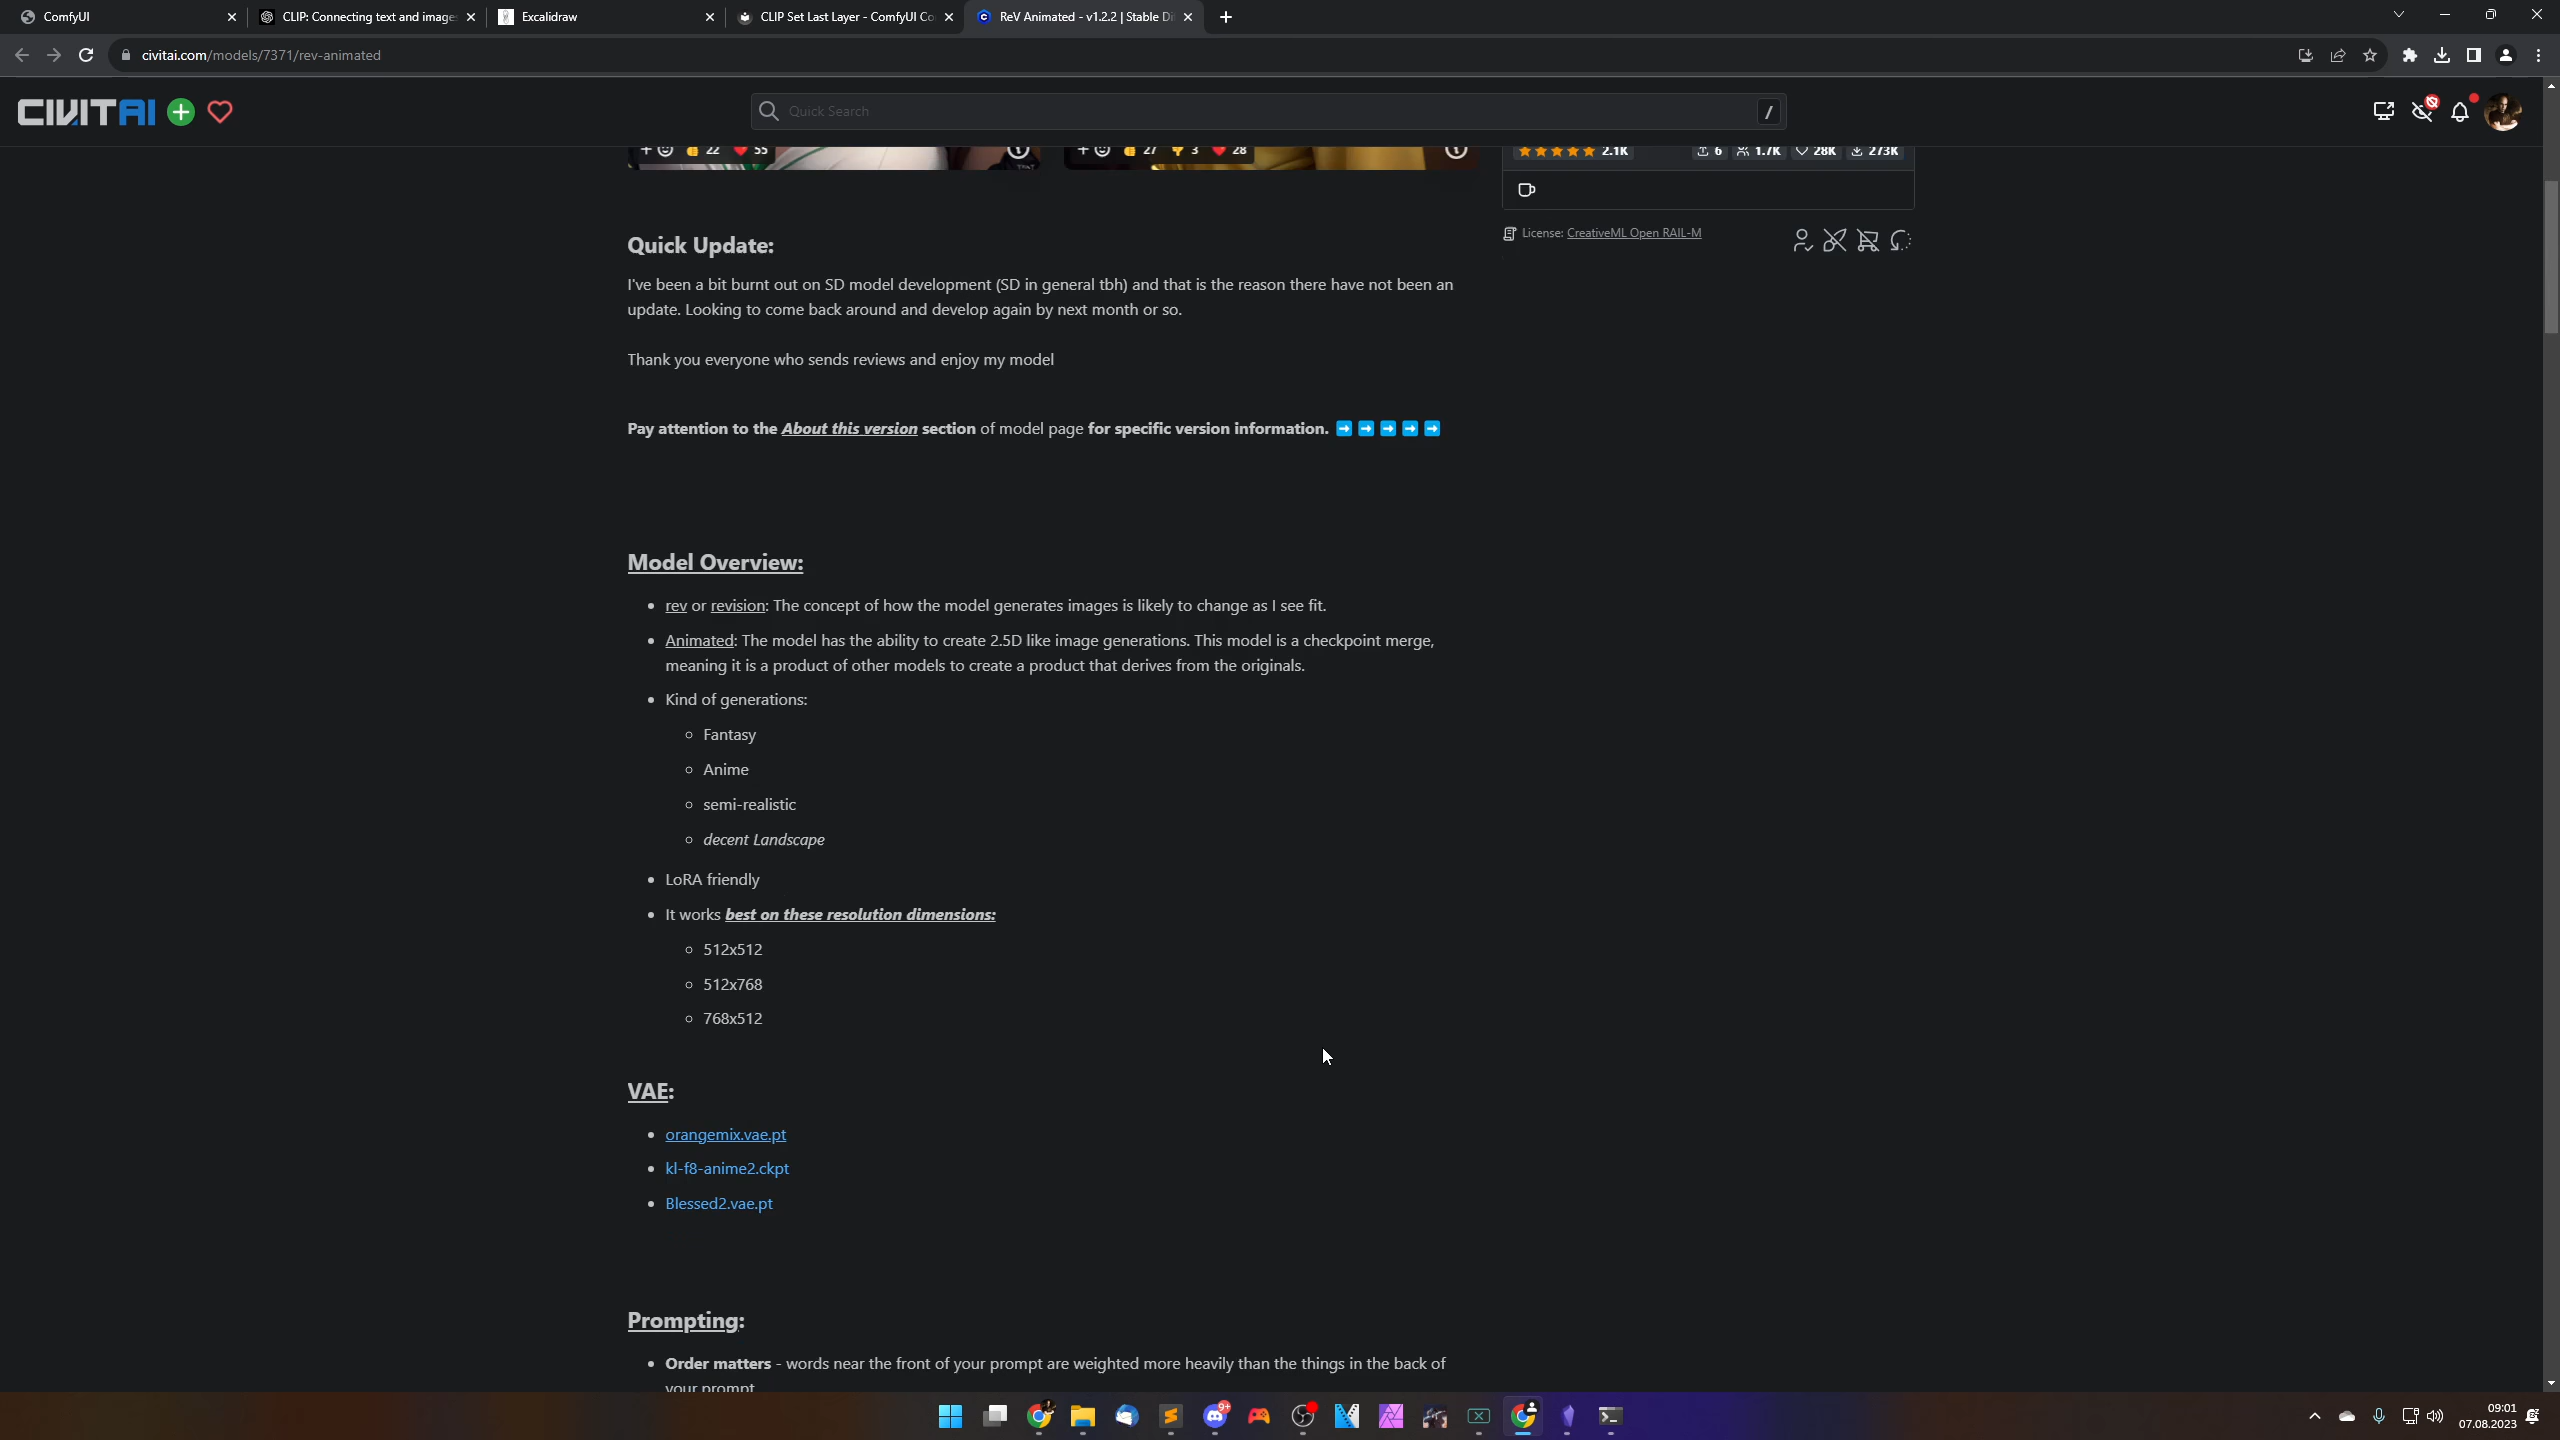 ComfyUI
CLIP: Connecting text and image
Excalidraw
CLIP Set Last Layer - ComfyUI Co
ReV Animated - v1.2.2 | Stable Di
civitai.com/models/7371/rev-animated
CIVITAI
Quick Search
/
22 55
27 3 28
2.1K 6 1.7K 28K 273K
License: CreativeML Open RAIL-M
Quick Update:
I've been a bit burnt out on SD model development (SD in general tbh) and that is the reason there have not been an
update. Looking to come back around and develop again by next month or so.
Thank you everyone who sends reviews and enjoy my model
Pay attention to the About this version section of model page for specific version information. ➡️➡️➡️➡️➡️
Model Overview:
rev or revision: The concept of how the model generates images is likely to change as I see fit.
Animated: The model has the ability to create 2.5D like image generations. This model is a checkpoint merge,
meaning it is a product of other models to create a product that derives from the originals.
Kind of generations:
Fantasy
Anime
semi-realistic
decent Landscape
LoRA friendly
It works best on these resolution dimensions:
512x512
512x768
768x512
VAE:
orangemix.vae.pt
kl-f8-anime2.ckpt
Blessed2.vae.pt
Prompting:
Order matters - words near the front of your prompt are weighted more heavily than the things in the back of
your prompt
9+
09:01
07.08.2023